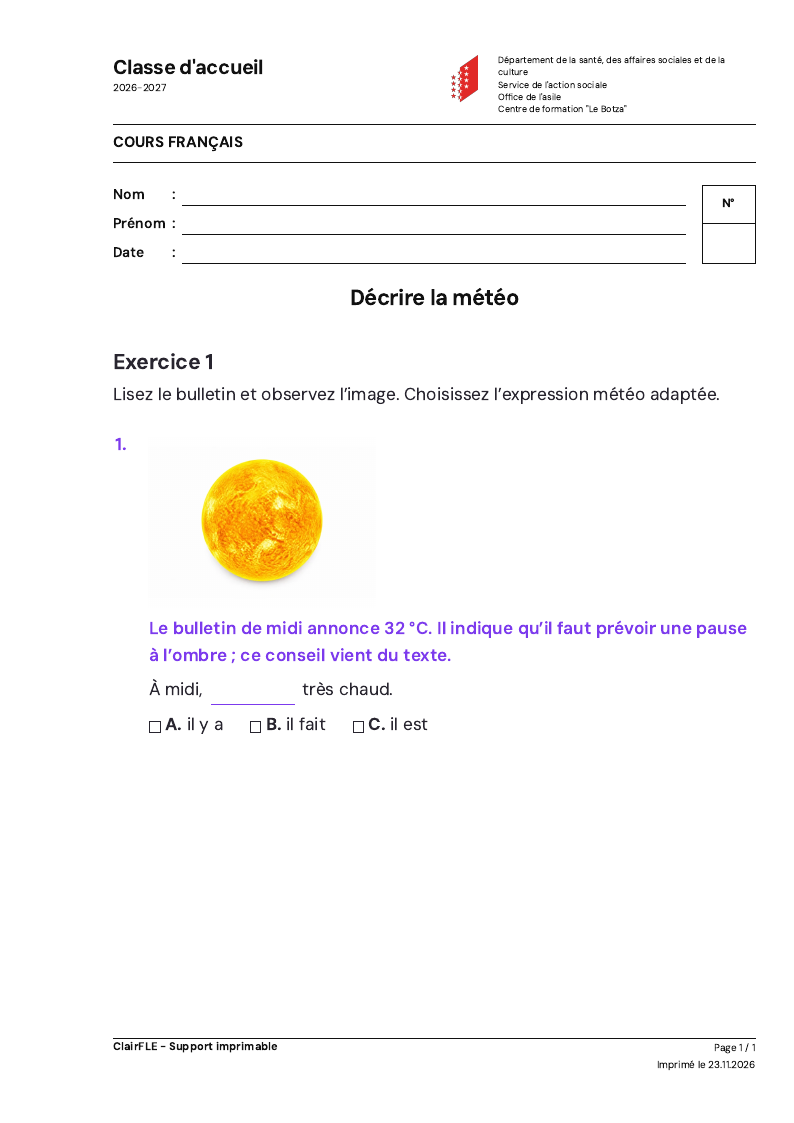 Classe d'accueil
2026-2027
Département de la santé, des affaires sociales et de la
culture
Service de l'action sociale
Office de l'asile
Centre de formation "Le Botza"
COURS FRANÇAIS
Nom :
Prénom :
Date :
N°
Décrire la météo
Exercice 1
Lisez le bulletin et observez l’image. Choisissez l’expression météo adaptée.
1.
Le bulletin de midi annonce 32 °C. Il indique qu’il faut prévoir une pause
à l’ombre ; ce conseil vient du texte.
À midi, ________ très chaud.
☐ A. il y a ☐ B. il fait ☐ C. il est
ClairFLE – Support imprimable
Page 1 / 1
Imprimé le 23.11.2026